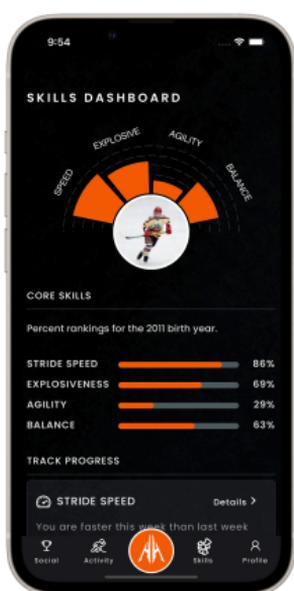 9:54
SKILLS DASHBOARD
SPEED
EXPLOSIVE
AGILITY
BALANCE
CORE SKILLS
Percent rankings for the 2011 birth year.
STRIDE SPEED 86%
EXPLOSIVENESS 69%
AGILITY 29%
BALANCE 63%
TRACK PROGRESS
STRIDE SPEED Details >
You are faster this week than last week
Social Activity Skills Profile